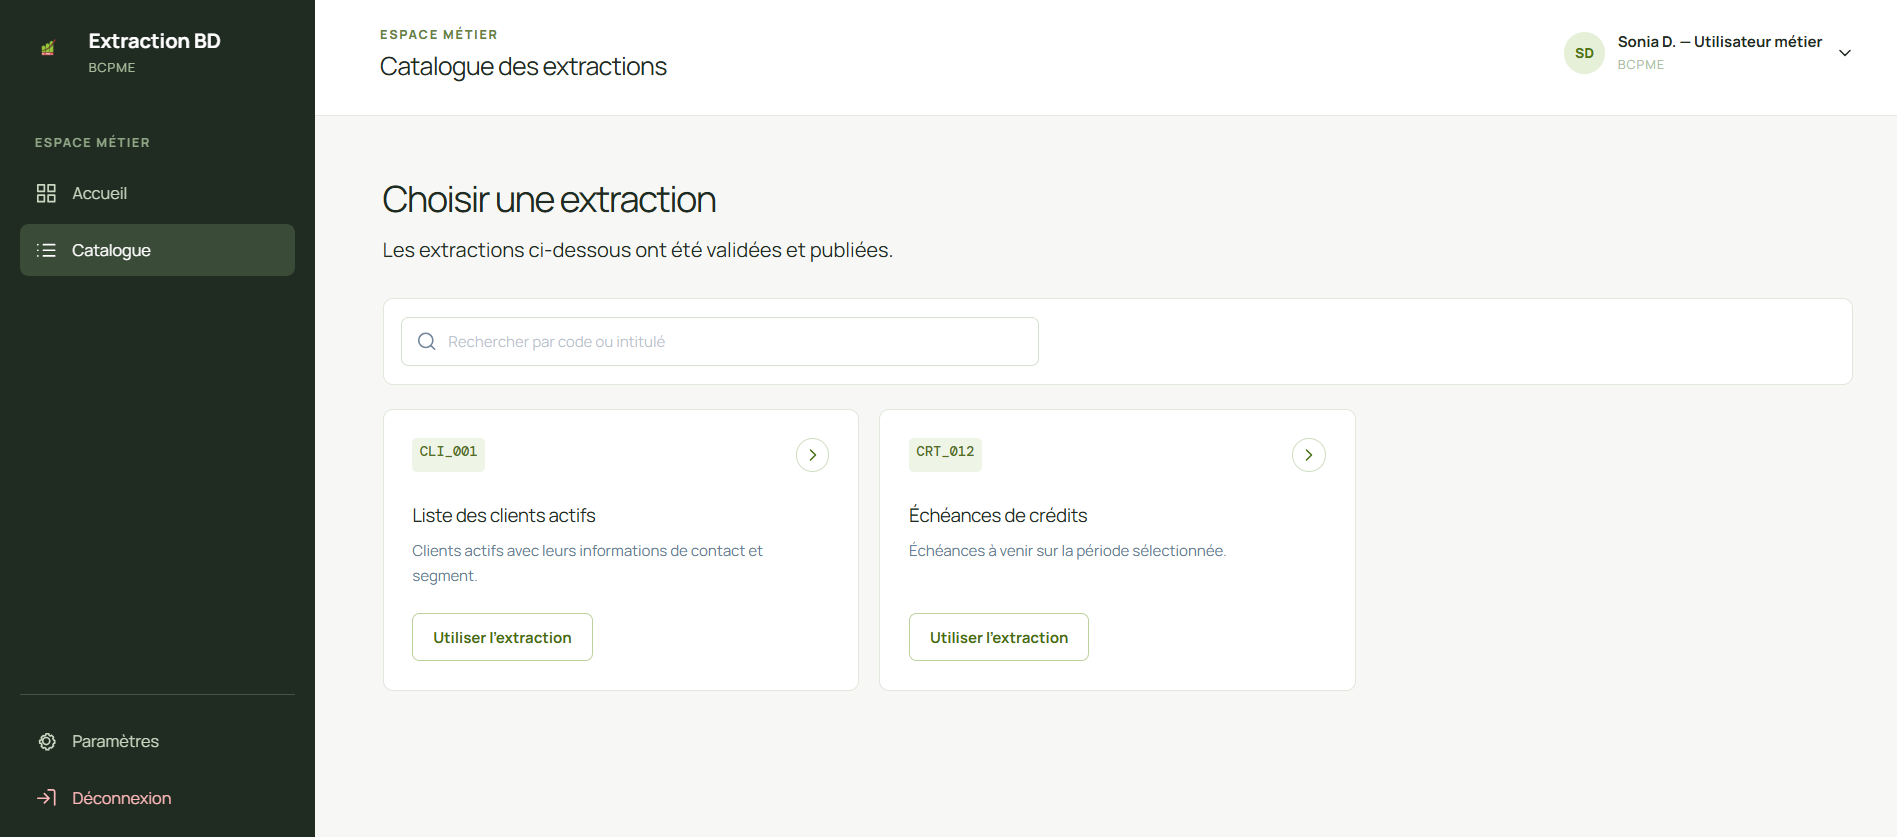 Extraction BD
BCPME
ESPACE MÉTIER
Accueil
Catalogue
Paramètres
Déconnexion
ESPACE MÉTIER
Catalogue des extractions
SD
Sonia D. — Utilisateur métier
BCPME
Choisir une extraction
Les extractions ci-dessous ont été validées et publiées.
Rechercher par code ou intitulé
CLI_001
Liste des clients actifs
Clients actifs avec leurs informations de contact et
segment.
Utiliser l'extraction
CRT_012
Échéances de crédits
Échéances à venir sur la période sélectionnée.
Utiliser l'extraction